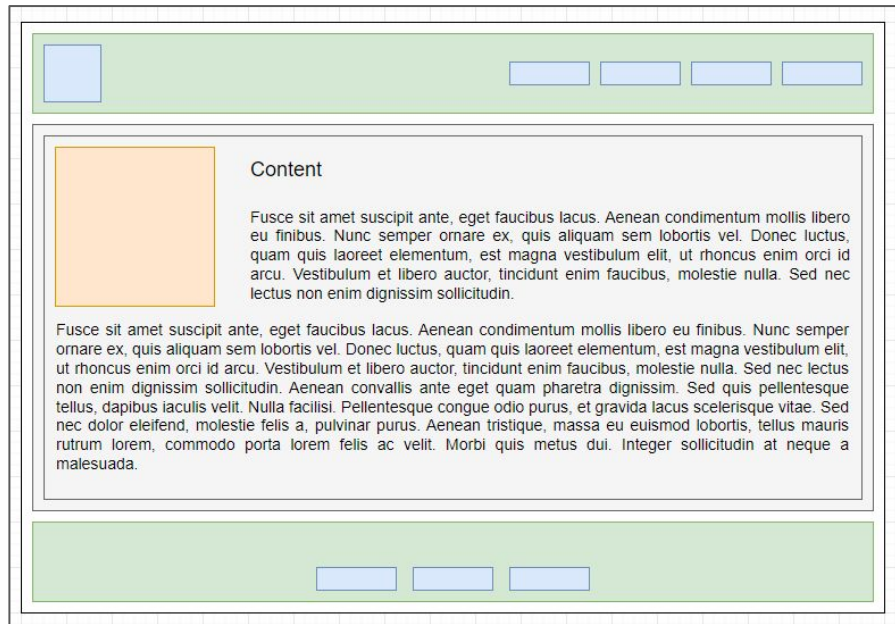 Content
Fusce sit amet suscipit ante, eget faucibus lacus. Aenean condimentum mollis libero
eu finibus. Nunc semper ornare ex, quis aliquam sem lobortis vel. Donec luctus,
quam quis laoreet elementum, est magna vestibulum elit, ut rhoncus enim orci id
arcu. Vestibulum et libero auctor, tincidunt enim faucibus, molestie nulla. Sed nec
lectus non enim dignissim sollicitudin.
Fusce sit amet suscipit ante, eget faucibus lacus. Aenean condimentum mollis libero eu finibus. Nunc semper
ornare ex, quis aliquam sem lobortis vel. Donec luctus, quam quis laoreet elementum, est magna vestibulum elit,
ut rhoncus enim orci id arcu. Vestibulum et libero auctor, tincidunt enim faucibus, molestie nulla. Sed nec lectus
non enim dignissim sollicitudin. Aenean convallis ante eget quam pharetra dignissim. Sed quis pellentesque
tellus, dapibus iaculis velit. Nulla facilisi. Pellentesque congue odio purus, et gravida lacus scelerisque vitae. Sed
nec dolor eleifend, molestie felis a, pulvinar purus. Aenean tristique, massa eu euismod lobortis, tellus mauris
rutrum lorem, commodo porta lorem felis ac velit. Morbi quis metus dui. Integer sollicitudin at neque a
malesuada.